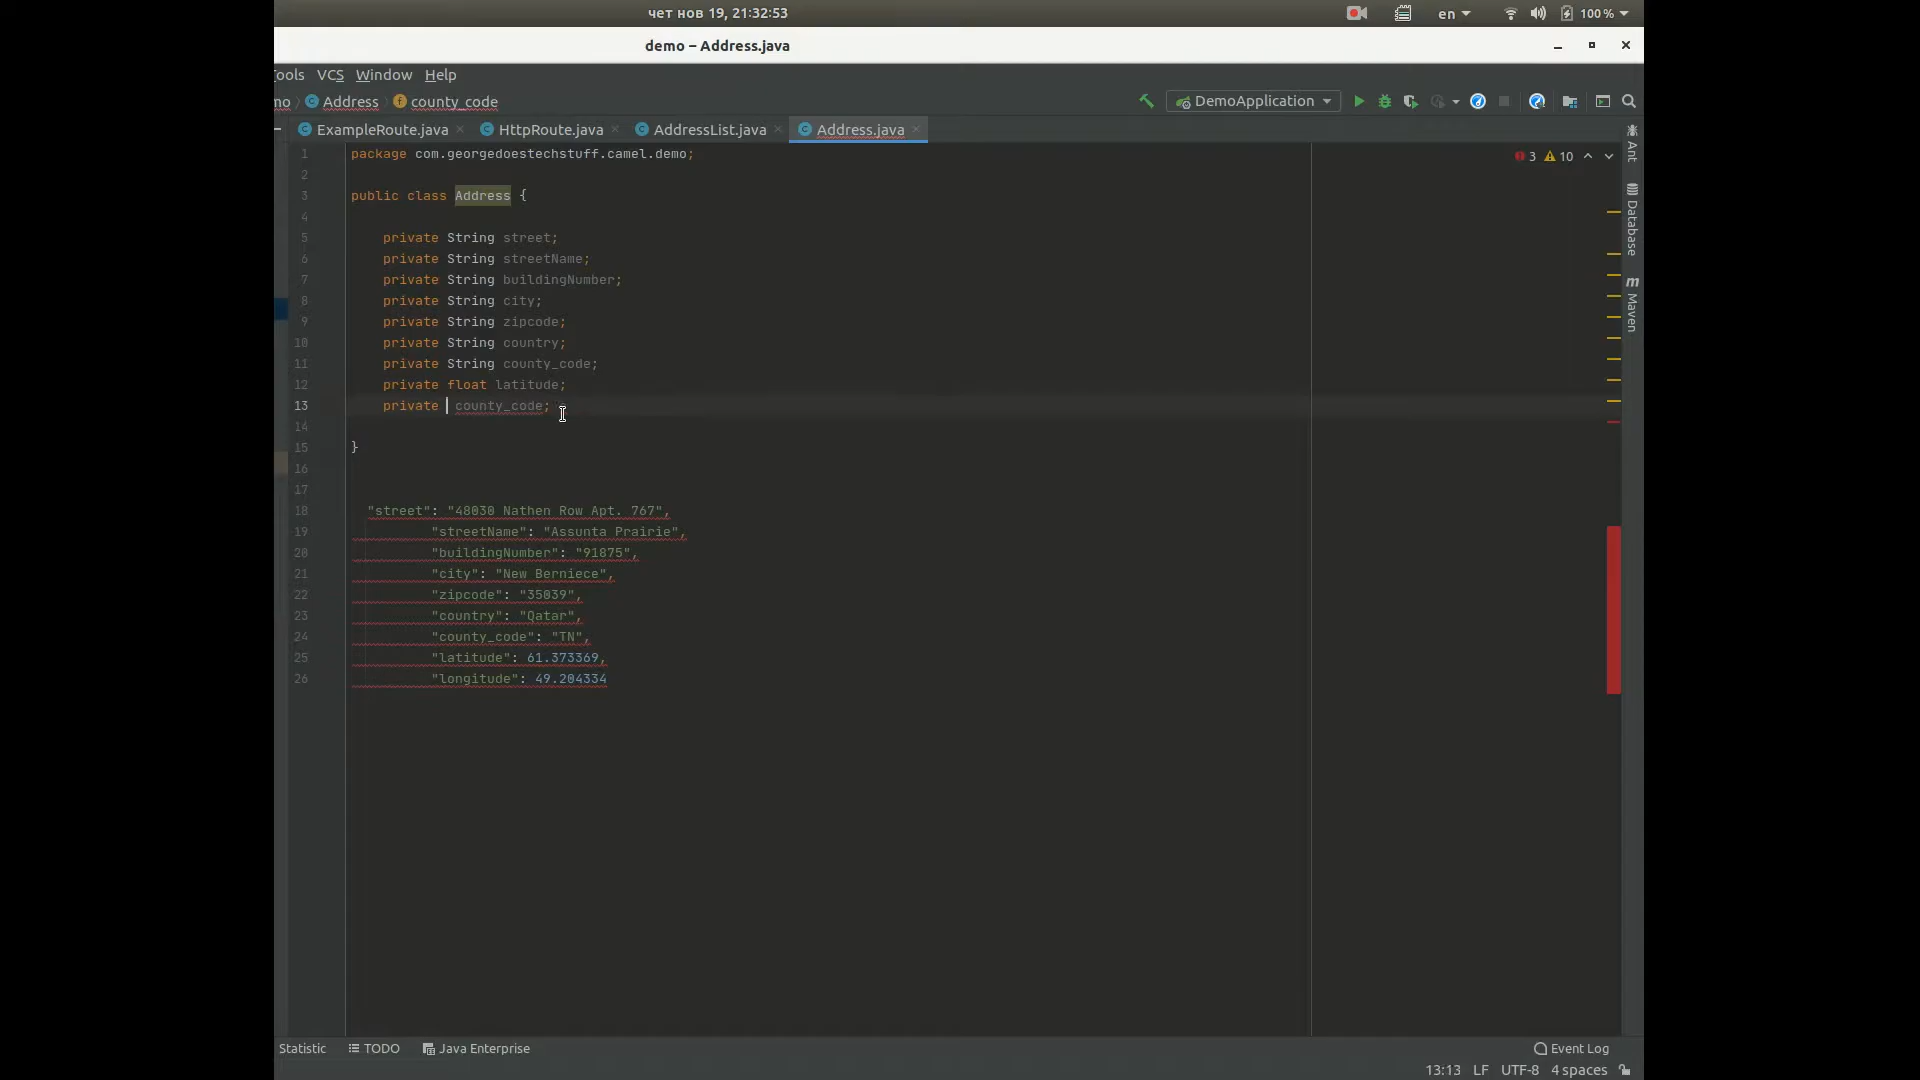 чет нов 19, 21:32:53
en
100 %
demo – Address.java
Tools VCS Window Help
mo Address county_code
DemoApplication
ExampleRoute.java HttpRoute.java AddressList.java Address.java
3 10
1 package com.georgedoestechstuff.camel.demo;
2
3 public class Address {
4
5 private String street;
6 private String streetName;
7 private String buildingNumber;
8 private String city;
9 private String zipcode;
10 private String country;
11 private String county_code;
12 private float latitude;
13 private county_code;
14
15 }
16
17
18 "street": "48030 Nathen Row Apt. 767",
19 "streetName": "Assunta Prairie",
20 "buildingNumber": "91875",
21 "city": "New Berniece",
22 "zipcode": "35039",
23 "country": "Qatar",
24 "county_code": "TN",
25 "latitude": 61.373369,
26 "longitude": 49.204334
Ant
Database
m Maven
Statistic TODO Java Enterprise Event Log
13:13 LF UTF-8 4 spaces